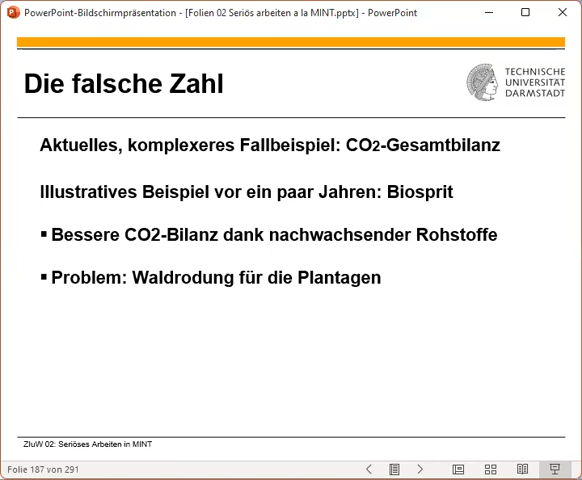 PowerPoint-Bildschirmpräsentation - [Folien 02 Seriös arbeiten a la MINT.pptx] - PowerPoint
Die falsche Zahl
TECHNISCHE
UNIVERSITÄT
DARMSTADT
Aktuelles, komplexeres Fallbeispiel: CO2-Gesamtbilanz
Illustratives Beispiel vor ein paar Jahren: Biosprit
▪ Bessere CO2-Bilanz dank nachwachsender Rohstoffe
▪ Problem: Waldrodung für die Plantagen
ZIuW 02: Seriöses Arbeiten in MINT
Folie 187 von 291